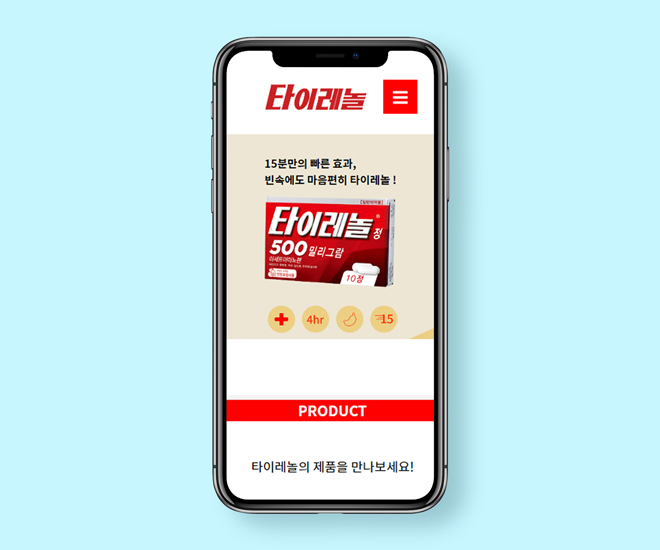 타이레놀
15분만의 빠른 효과,
빈속에도 마음편히 타이레놀 !
타이레놀 정
500 밀리그람
아세트아미노펜
10정
4hr
15
PRODUCT
타이레놀의 제품을 만나보세요!